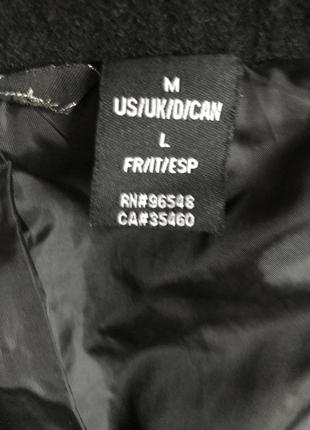 M
US/UK/D/CAN
L
FR/IT/ESP
RN#96548
CA#35460